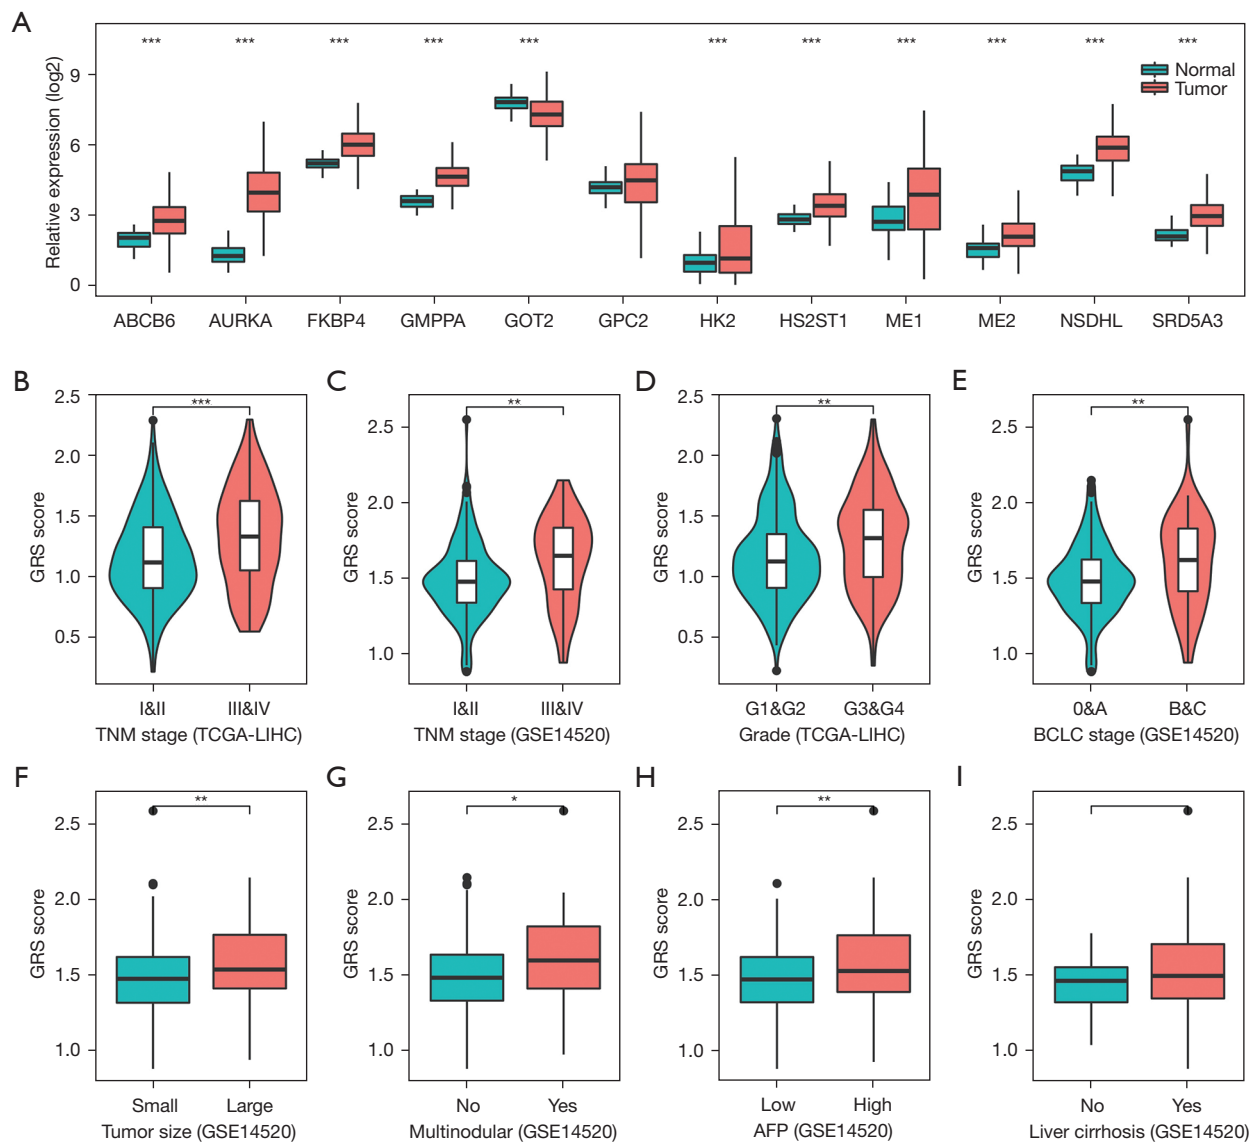 A
*** *** *** *** *** *** *** *** *** *** ***
Normal
Tumor
Relative expression (log2)
9
6
3
0
ABCB6 AURKA FKBP4 GMPPA GOT2 GPC2 HK2 HS2ST1 ME1 ME2 NSDHL SRD5A3
B
***
GRS score
2.5
2.0
1.5
1.0
0.5
I&II III&IV
TNM stage (TCGA-LIHC)
C
**
GRS score
2.5
2.0
1.5
1.0
I&II III&IV
TNM stage (GSE14520)
D
**
GRS score
2.5
2.0
1.5
1.0
0.5
G1&G2 G3&G4
Grade (TCGA-LIHC)
E
**
GRS score
2.5
2.0
1.5
1.0
0&A B&C
BCLC stage (GSE14520)
F
**
GRS score
2.5
2.0
1.5
1.0
Small Large
Tumor size (GSE14520)
G
*
GRS score
2.5
2.0
1.5
1.0
No Yes
Multinodular (GSE14520)
H
**
GRS score
2.5
2.0
1.5
1.0
Low High
AFP (GSE14520)
I
GRS score
2.5
2.0
1.5
1.0
No Yes
Liver cirrhosis (GSE14520)